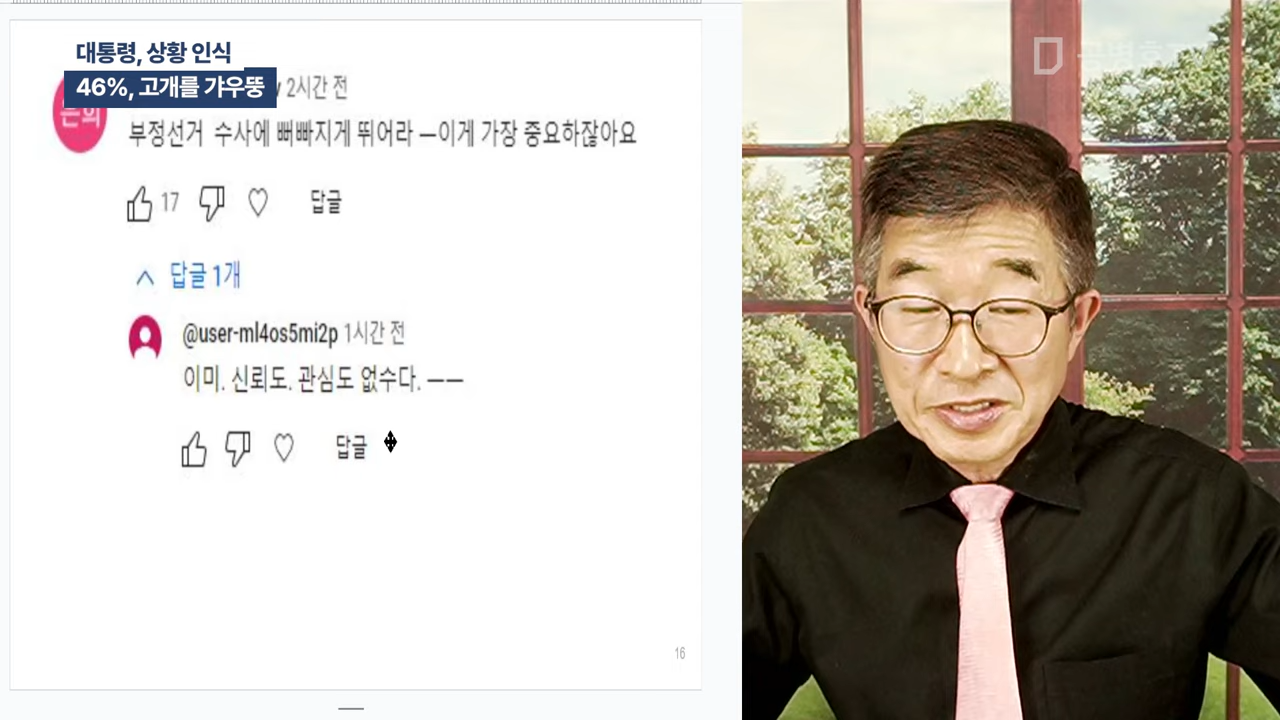 대통령, 상황 인식
46%, 고개를 갸우뚱
2시간 전
부정선거 수사에 뻐빠지게 뛰어라 ㅡ이게 가장 중요하잖아요
17
답글
답글 1개
@user-ml4os5mi2p 1시간 전
이미. 신뢰도. 관심도 없수다. ㅡㅡ
답글
16